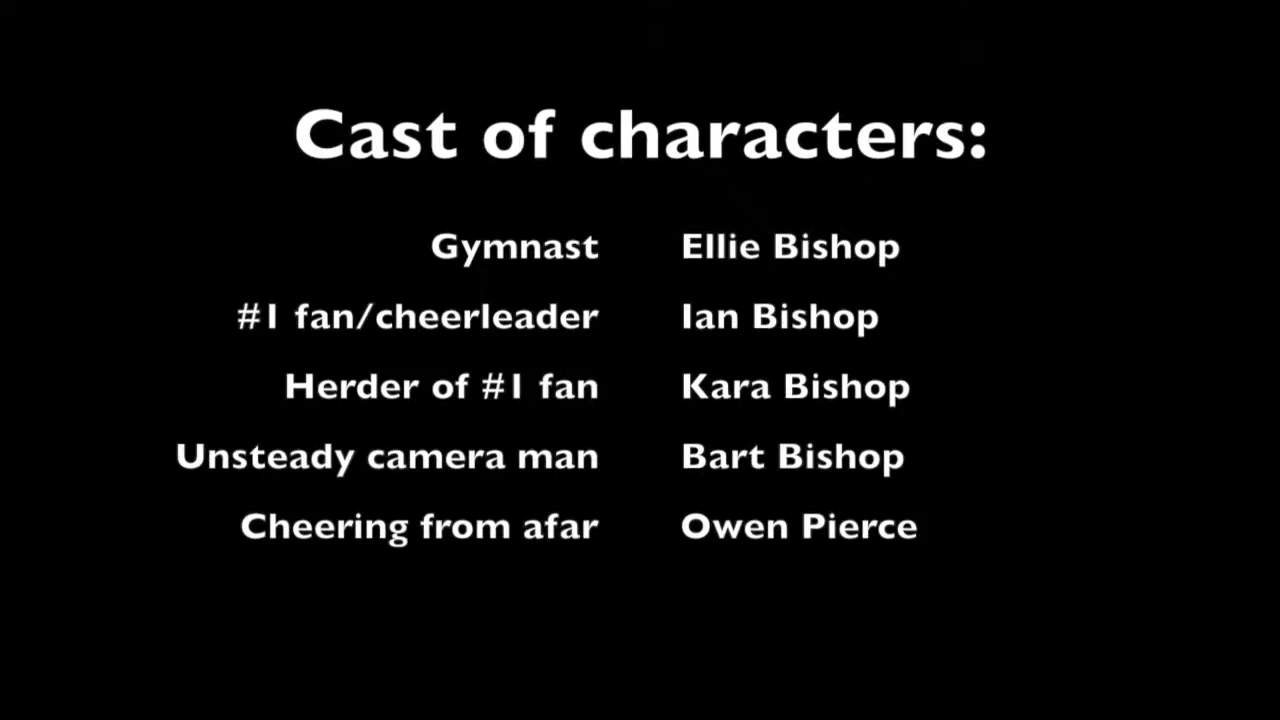 Cast of characters:
Gymnast Ellie Bishop
#1 fan/cheerleader Ian Bishop
Herder of #1 fan Kara Bishop
Unsteady camera man Bart Bishop
Cheering from afar Owen Pierce